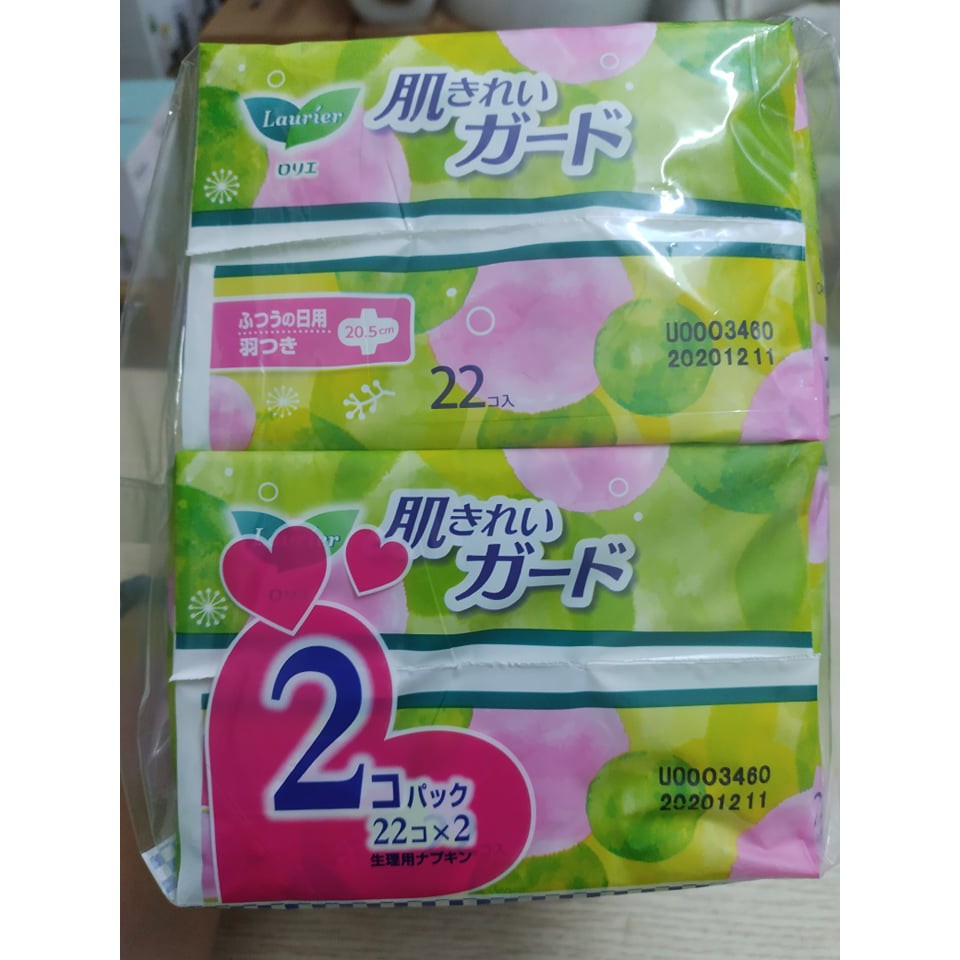 Laurier
ロリエ
肌きれい
ガード
ふつうの日用
羽つき
20.5cm
22コ入
U0003460
20201211
Laurier
肌きれい
ガード
2コパック
22コ×2
生理用ナプキン
U0003460
20201211